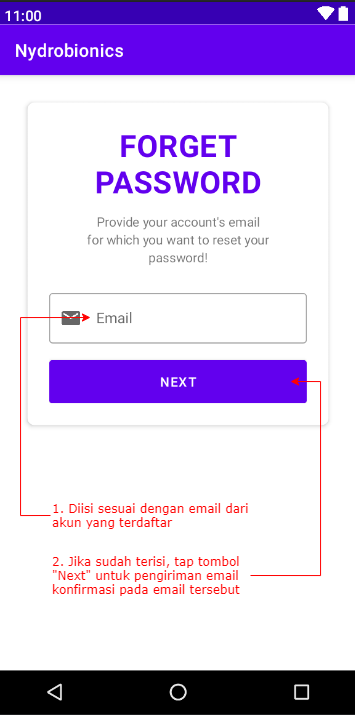 11:00
Nydrobionics
FORGET
PASSWORD
Provide your account's email
for which you want to reset your
password!
Email
NEXT
1. Diisi sesuai dengan email dari
akun yang terdaftar
2. Jika sudah terisi, tap tombol
"Next" untuk pengiriman email
konfirmasi pada email tersebut